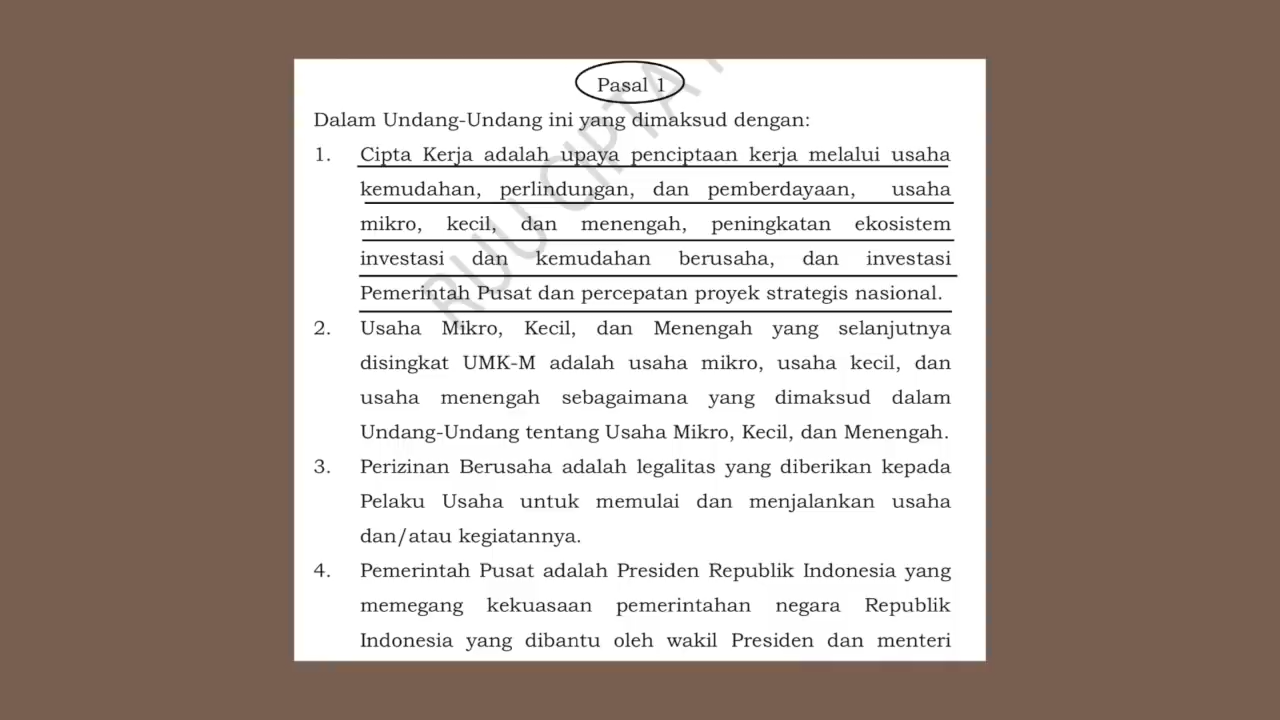 Pasal 1
Dalam Undang-Undang ini yang dimaksud dengan:
1. Cipta Kerja adalah upaya penciptaan kerja melalui usaha
kemudahan, perlindungan, dan pemberdayaan, usaha
mikro, kecil, dan menengah, peningkatan ekosistem
investasi dan kemudahan berusaha, dan investasi
Pemerintah Pusat dan percepatan proyek strategis nasional.
2. Usaha Mikro, Kecil, dan Menengah yang selanjutnya
disingkat UMK-M adalah usaha mikro, usaha kecil, dan
usaha menengah sebagaimana yang dimaksud dalam
Undang-Undang tentang Usaha Mikro, Kecil, dan Menengah.
3. Perizinan Berusaha adalah legalitas yang diberikan kepada
Pelaku Usaha untuk memulai dan menjalankan usaha
dan/atau kegiatannya.
4. Pemerintah Pusat adalah Presiden Republik Indonesia yang
memegang kekuasaan pemerintahan negara Republik
Indonesia yang dibantu oleh wakil Presiden dan menteri
RUU CIPTA